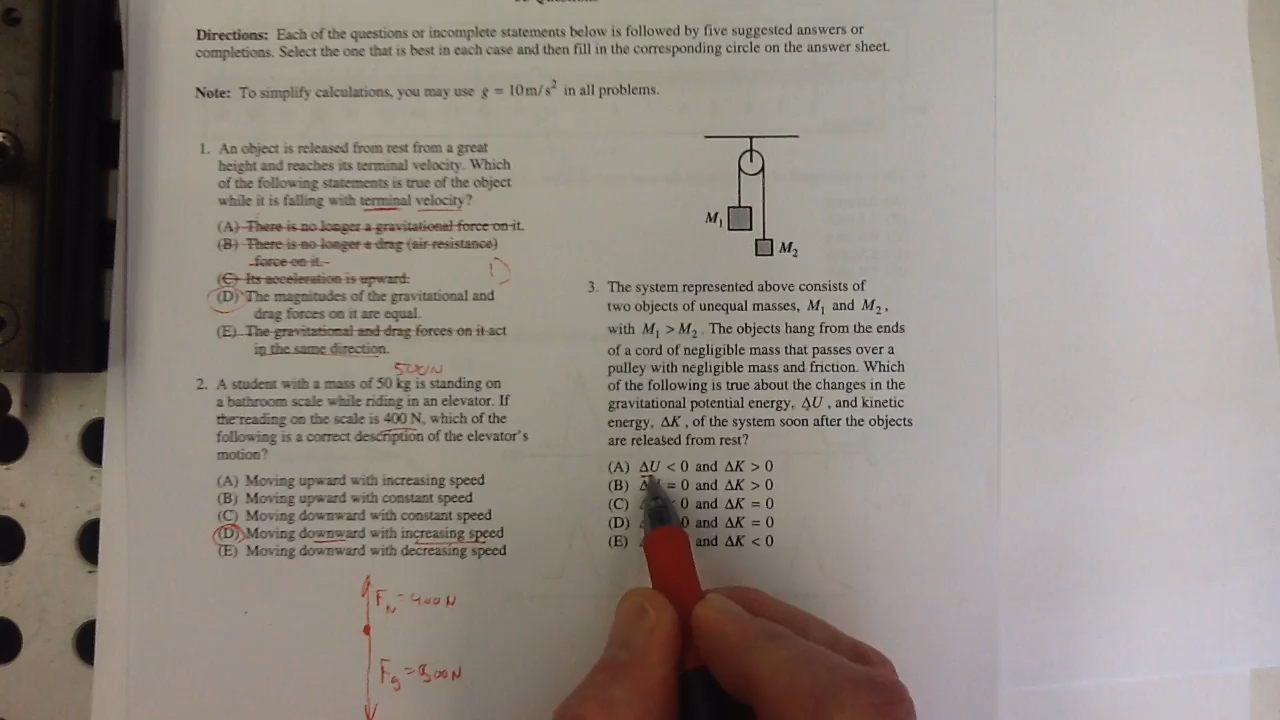 Directions: Each of the questions or incomplete statements below is followed by five suggested answers or
completions. Select the one that is best in each case and then fill in the corresponding circle on the answer sheet.
Note: To simplify calculations, you may use g = 10 m/s² in all problems.
1. An object is released from rest from a great
height and reaches its terminal velocity. Which
of the following statements is true of the object
while it is falling with terminal velocity?
(A) There is no longer a gravitational force on it.
(B) There is no longer a drag (air resistance)
force on it.
(C) Its acceleration is upward.
D
(D) The magnitudes of the gravitational and
drag forces on it are equal.
(E) The gravitational and drag forces on it act
in the same direction.
500N
2. A student with a mass of 50 kg is standing on
a bathroom scale while riding in an elevator. If
the reading on the scale is 400 N, which of the
following is a correct description of the elevator's
motion?
(A) Moving upward with increasing speed
(B) Moving upward with constant speed
(C) Moving downward with constant speed
(D) Moving downward with increasing speed
(E) Moving downward with decreasing speed
F_N = 400N
F_g = 500N
M₁
M₂
3. The system represented above consists of
two objects of unequal masses, M₁ and M₂,
with M₁ > M₂. The objects hang from the ends
of a cord of negligible mass that passes over a
pulley with negligible mass and friction. Which
of the following is true about the changes in the
gravitational potential energy, ΔU, and kinetic
energy, ΔK, of the system soon after the objects
are released from rest?
(A) ΔU < 0 and ΔK > 0
(B) = 0 and ΔK > 0
(C) 0 and ΔK = 0
(D) 0 and ΔK = 0
(E) and ΔK < 0